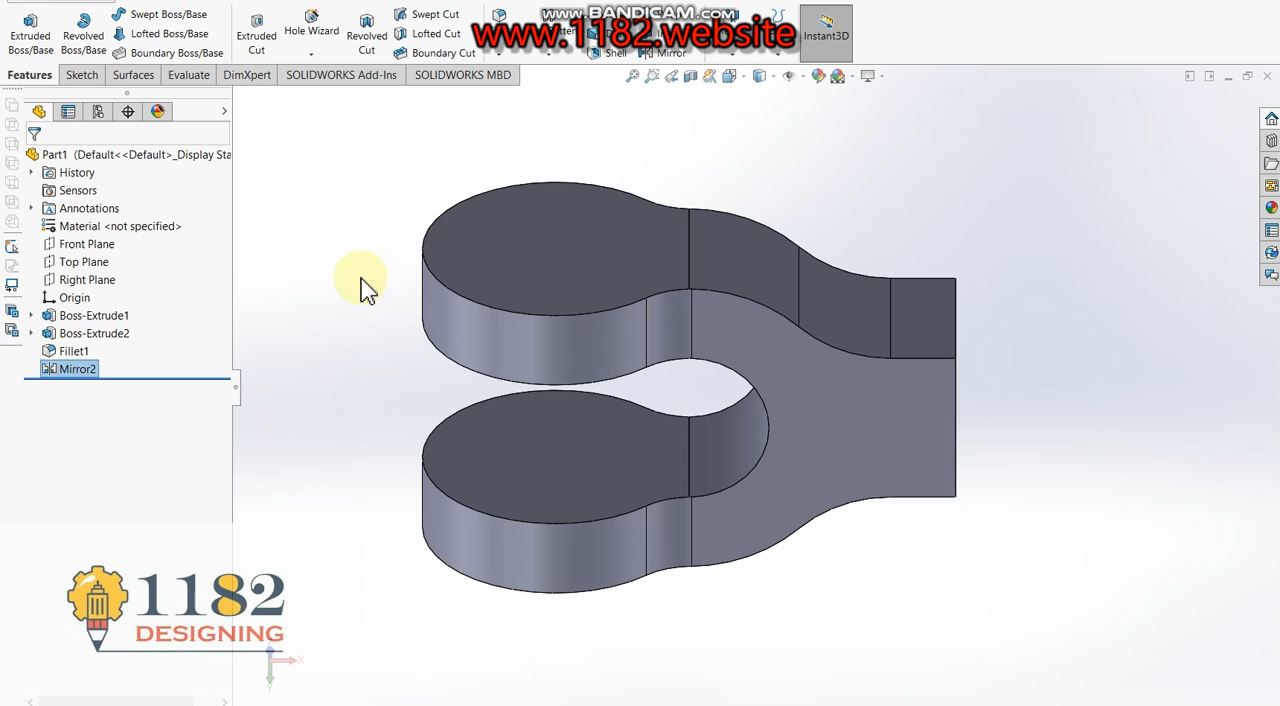 WWW.BANDICAM.COM
www.1182.website
Swept Boss/Base
Lofted Boss/Base
Boundary Boss/Base
Extruded
Boss/Base
Revolved
Boss/Base
Extruded
Cut
Hole Wizard
Revolved
Cut
Swept Cut
Lofted Cut
Boundary Cut
Shell
Mirror
Instant3D
Features
Sketch
Surfaces
Evaluate
DimXpert
SOLIDWORKS Add-Ins
SOLIDWORKS MBD
Part1 (Default<<Default>_Display Sta
History
Sensors
Annotations
Material <not specified>
Front Plane
Top Plane
Right Plane
Origin
Boss-Extrude1
Boss-Extrude2
Fillet1
Mirror2
1182
DESIGNING
X
Y